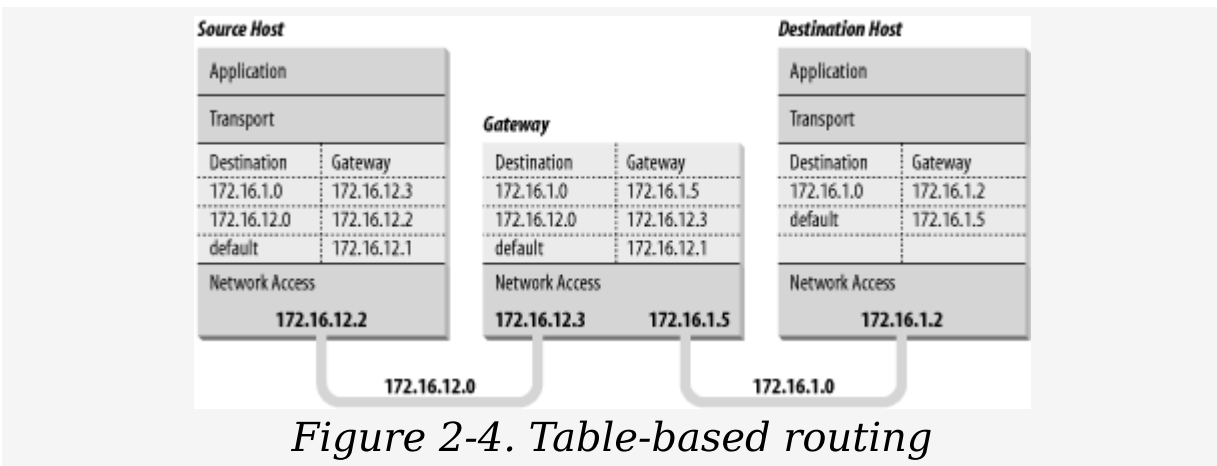 Source Host
Application
Transport
Destination Gateway
172.16.1.0 172.16.12.3
172.16.12.0 172.16.12.2
default 172.16.12.1
Network Access
172.16.12.2
Gateway
Destination Gateway
172.16.1.0 172.16.1.5
172.16.12.0 172.16.12.3
default 172.16.12.1
Network Access
172.16.12.3 172.16.1.5
Destination Host
Application
Transport
Destination Gateway
172.16.1.0 172.16.1.2
default 172.16.1.5
Network Access
172.16.1.2
172.16.12.0
172.16.1.0
Figure 2-4. Table-based routing